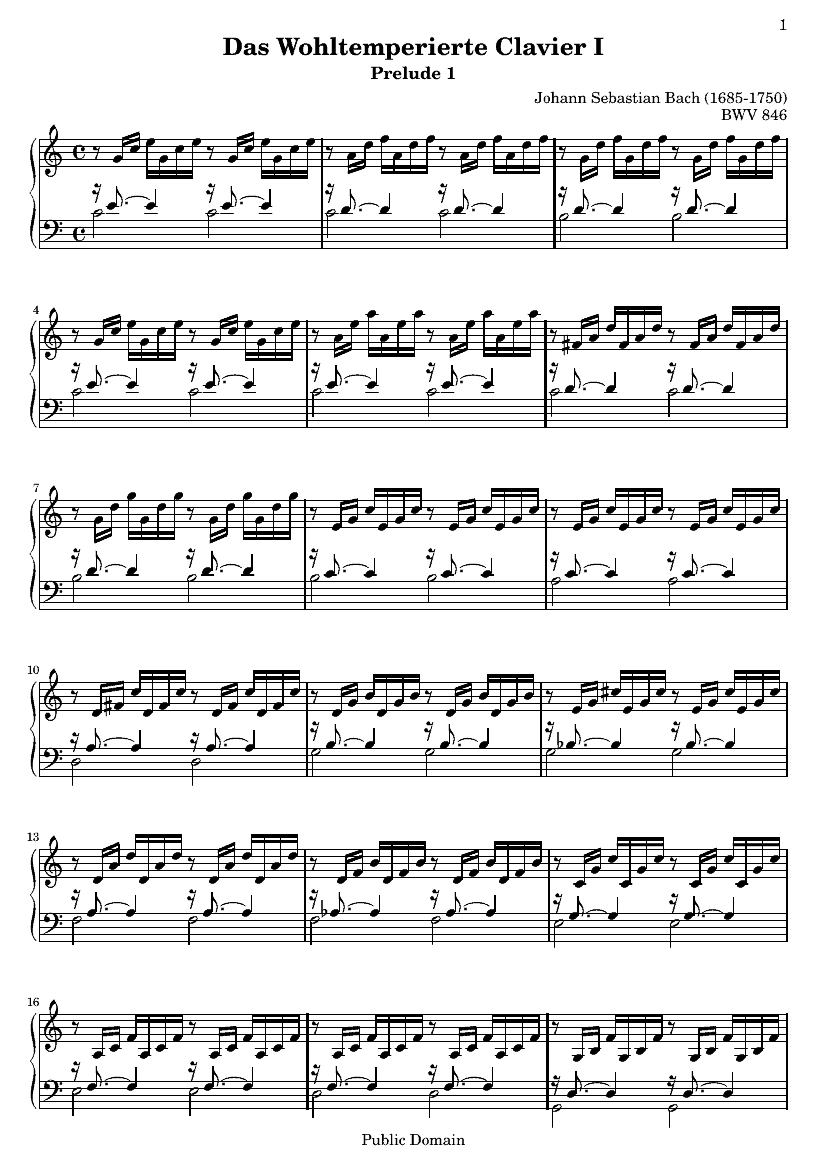 1
Das Wohltemperierte Clavier I
Prelude 1
Johann Sebastian Bach (1685-1750)
BWV 846
4
7
10
13
16
Public Domain